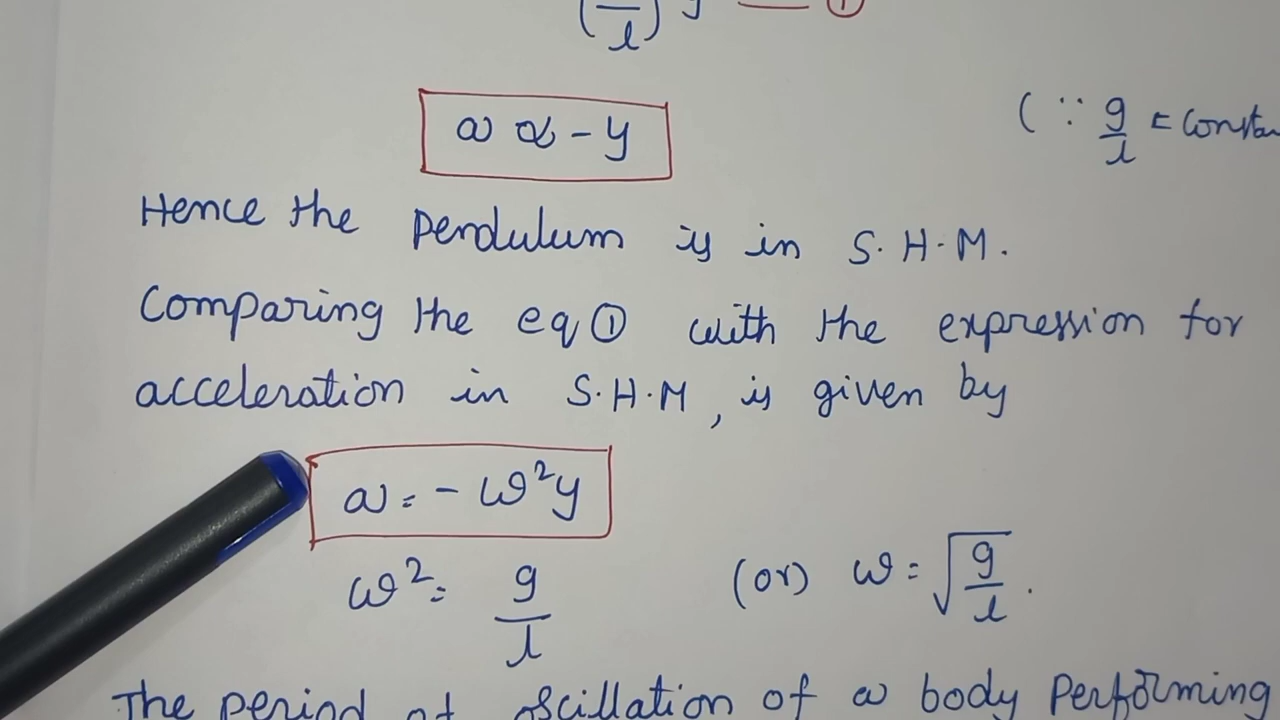 ( /l) y —— ①
a ∝ - y
( ∵ g/l =
Hence the pendulum is in S.H.M.
Comparing the eq ① with the expression for
acceleration in S.H.M, is given by
a = - ω²y
ω² = g/l (or) ω = √g/l .
The period of oscillation of a body Performing